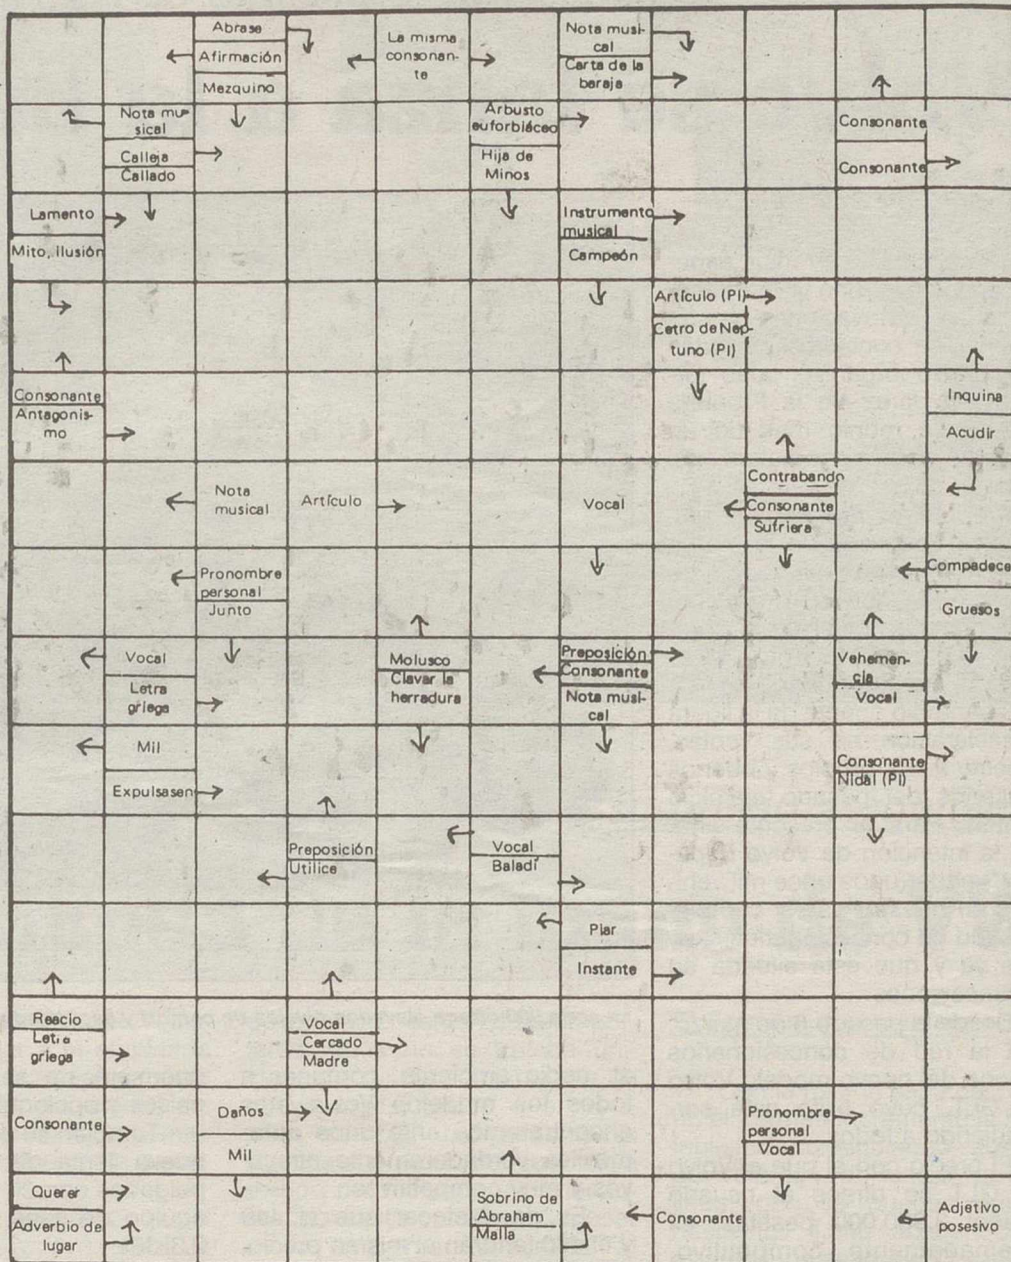 Abrase
Afirmación
Mezquino
La misma
consonan-
te
Nota musi-
cal
Carta de la
baraja
Nota mu-
sical
Calleja
Callado
Arbusto
euforbiáceo
Hija de
Minos
Consonante
Consonante
Lamento
Mito, ilusión
Instrumento
musical
Campeón
Artículo (Pl)
Cetro de Nep-
tuno (Pl)
Consonante
Antagonis-
mo
Inquina
Acudir
Nota
musical
Artículo
Vocal
Contrabando
Consonante
Sufriera
Pronombre
personal
Junto
Compadece
Gruesos
Vocal
Letra
griega
Molusco
Clavar la
herradura
Preposición
Consonante
Nota musi-
cal
Vehemen-
cia
Vocal
Mil
Expulsasen
Consonante
Nidal (Pl)
Preposición
Utilice
Vocal
Baladí
Piar
Instante
Reacio
Letra
griega
Vocal
Cercado
Madre
Consonante
Daños
Mil
Pronombre
personal
Vocal
Querer
Adverbio de
lugar
Sobrino de
Abraham
Malla
Consonante
Adjetivo
posesivo